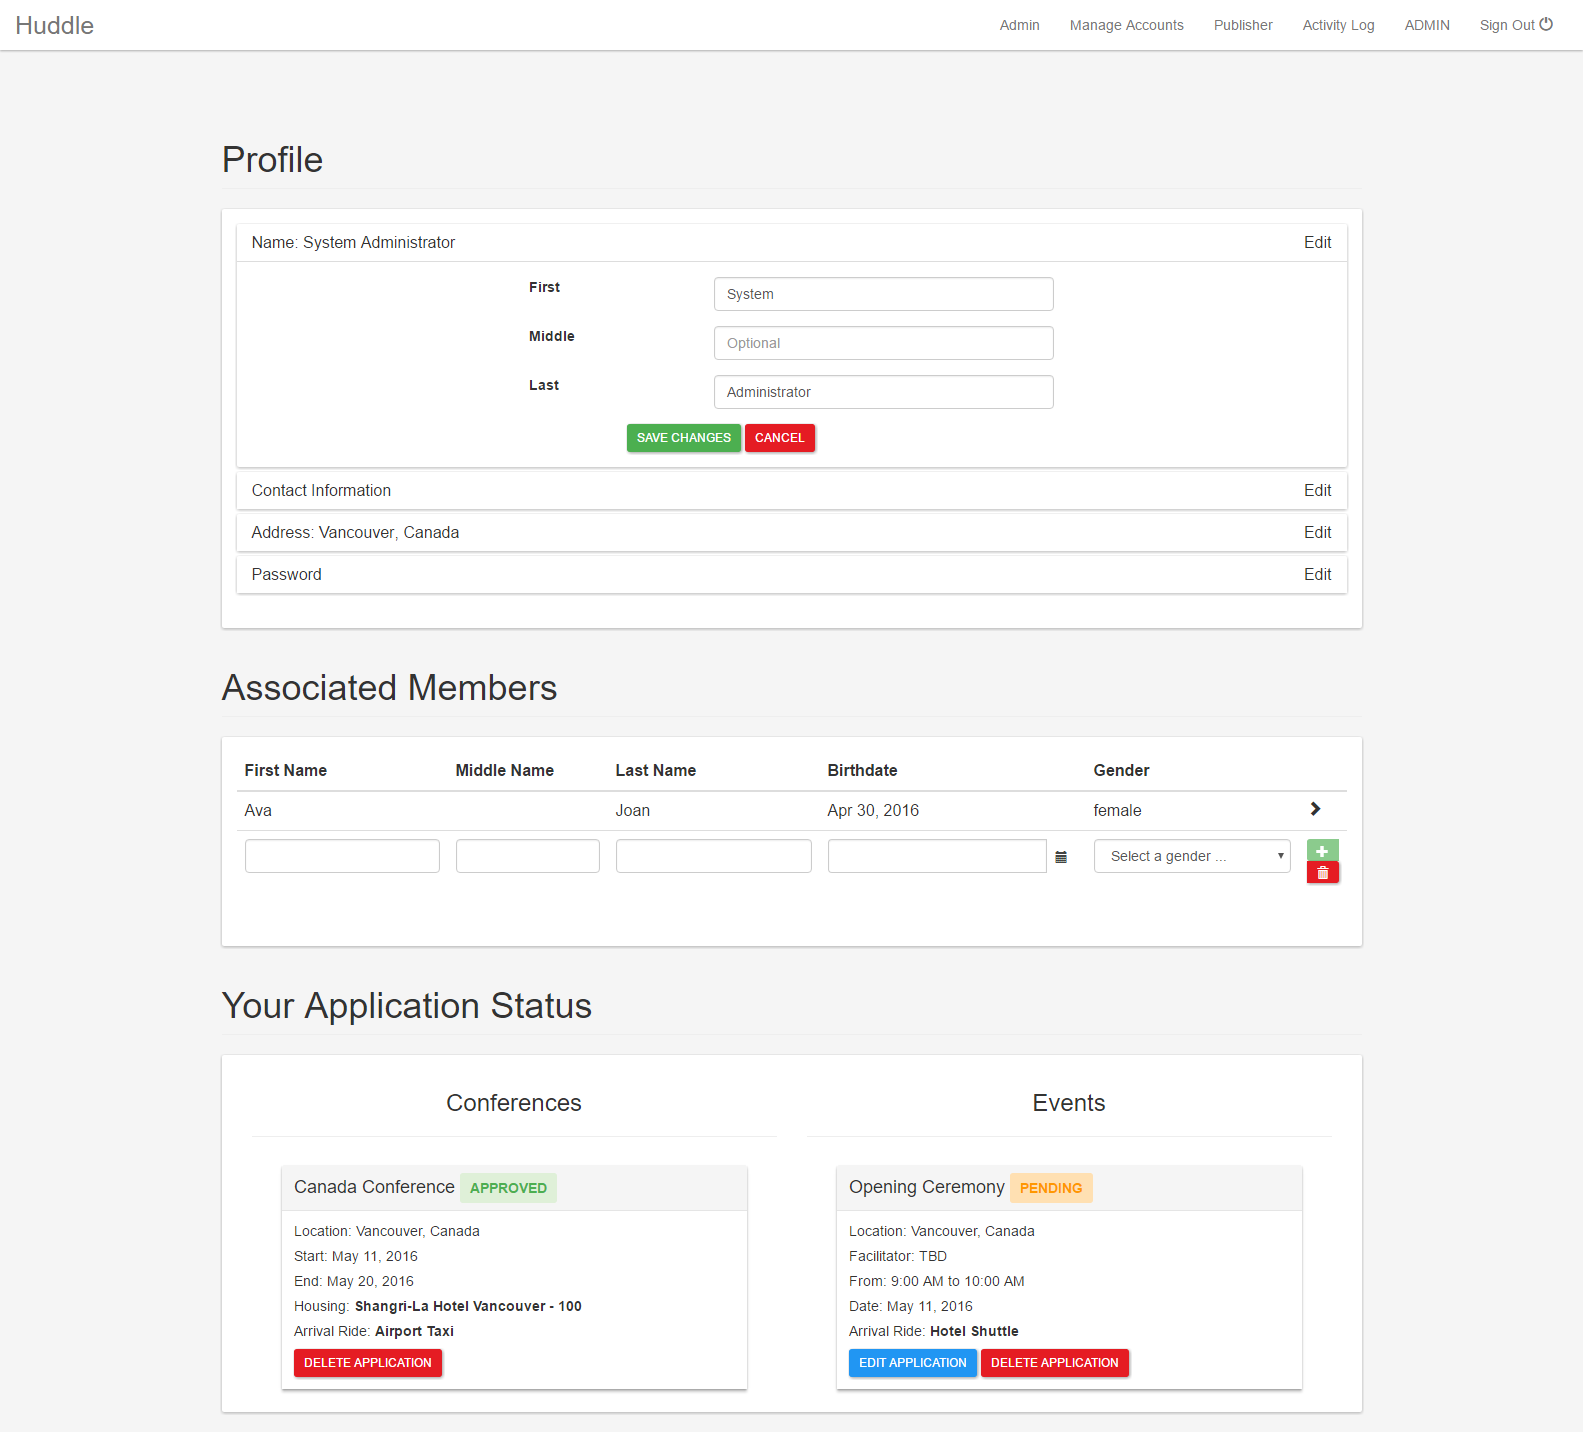 Huddle
Admin Manage Accounts Publisher Activity Log ADMIN Sign Out
Profile
Name: System Administrator Edit
First System
Middle Optional
Last Administrator
SAVE CHANGES CANCEL
Contact Information Edit
Address: Vancouver, Canada Edit
Password Edit
Associated Members
First Name Middle Name Last Name Birthdate Gender
Ava Joan Apr 30, 2016 female
Select a gender ...
Your Application Status
Conferences
Canada Conference APPROVED
Location: Vancouver, Canada
Start: May 11, 2016
End: May 20, 2016
Housing: Shangri-La Hotel Vancouver - 100
Arrival Ride: Airport Taxi
DELETE APPLICATION
Events
Opening Ceremony PENDING
Location: Vancouver, Canada
Facilitator: TBD
From: 9:00 AM to 10:00 AM
Date: May 11, 2016
Arrival Ride: Hotel Shuttle
EDIT APPLICATION DELETE APPLICATION